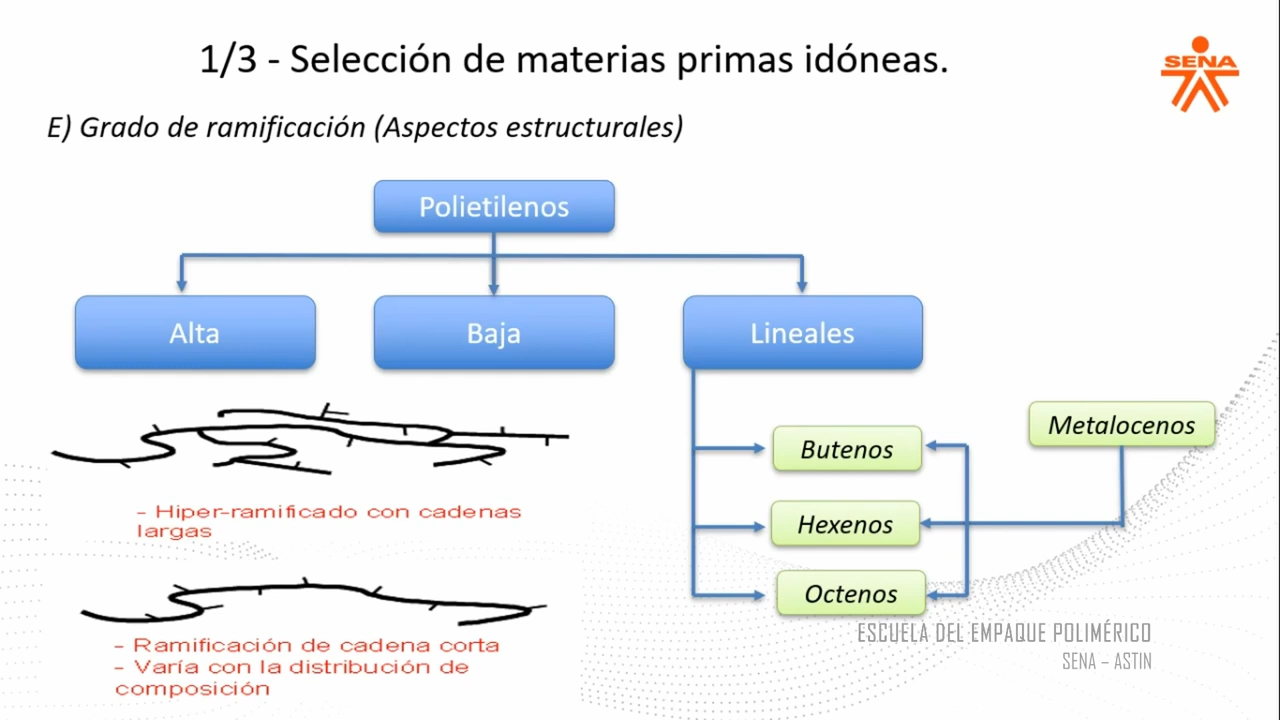 1/3 - Selección de materias primas idóneas.
SENA
E) Grado de ramificación (Aspectos estructurales)
Polietilenos
Alta
Baja
Lineales
Metalocenos
Butenos
Hexenos
Octenos
- Hiper-ramificado con cadenas
largas
- Ramificación de cadena corta
- Varía con la distribución de
composición
ESCUELA DEL EMPAQUE POLIMÉRICO
SENA – ASTIN